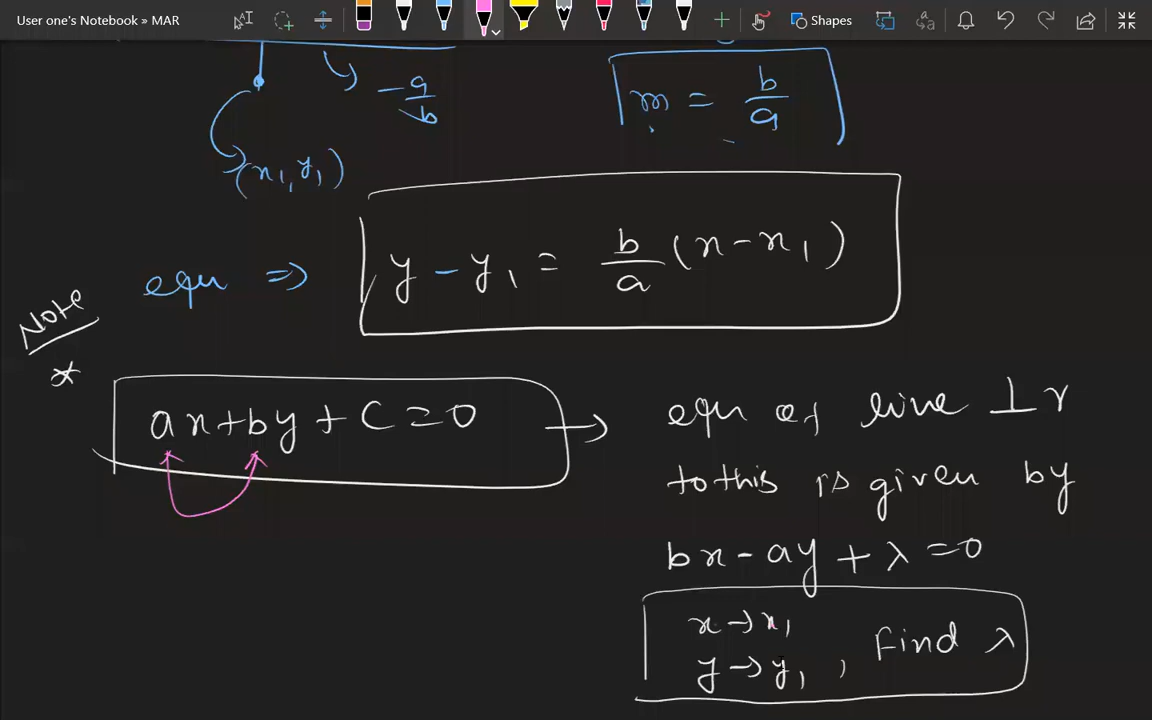 User one's Notebook » MAR
Shapes
-a/b
m = b/a
(x₁, y₁)
equ ⇒ y - y₁ = b/a (x - x₁)
Note
*
ax + by + c = 0 → equ of line ⊥r
to this is given by
bx - ay + λ = 0
x → x₁
y → y₁, Find λ